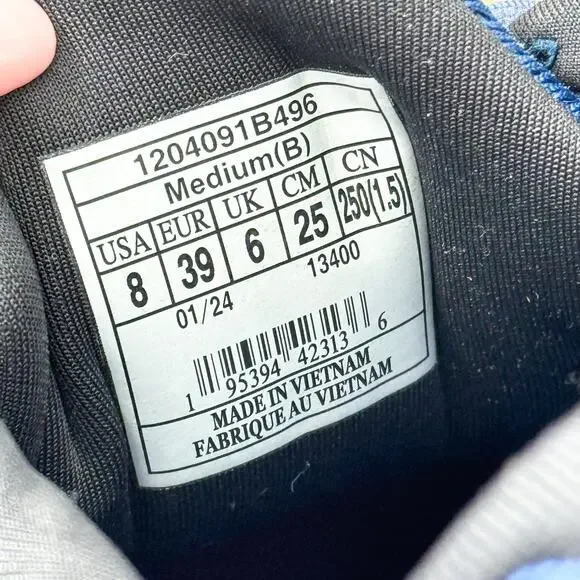 1204091B496
Medium(B)
USA EUR UK CM CN
8 39 6 25 250(1.5)
01/24 13400
1 95394 42313 6
MADE IN VIETNAM
FABRIQUE AU VIETNAM